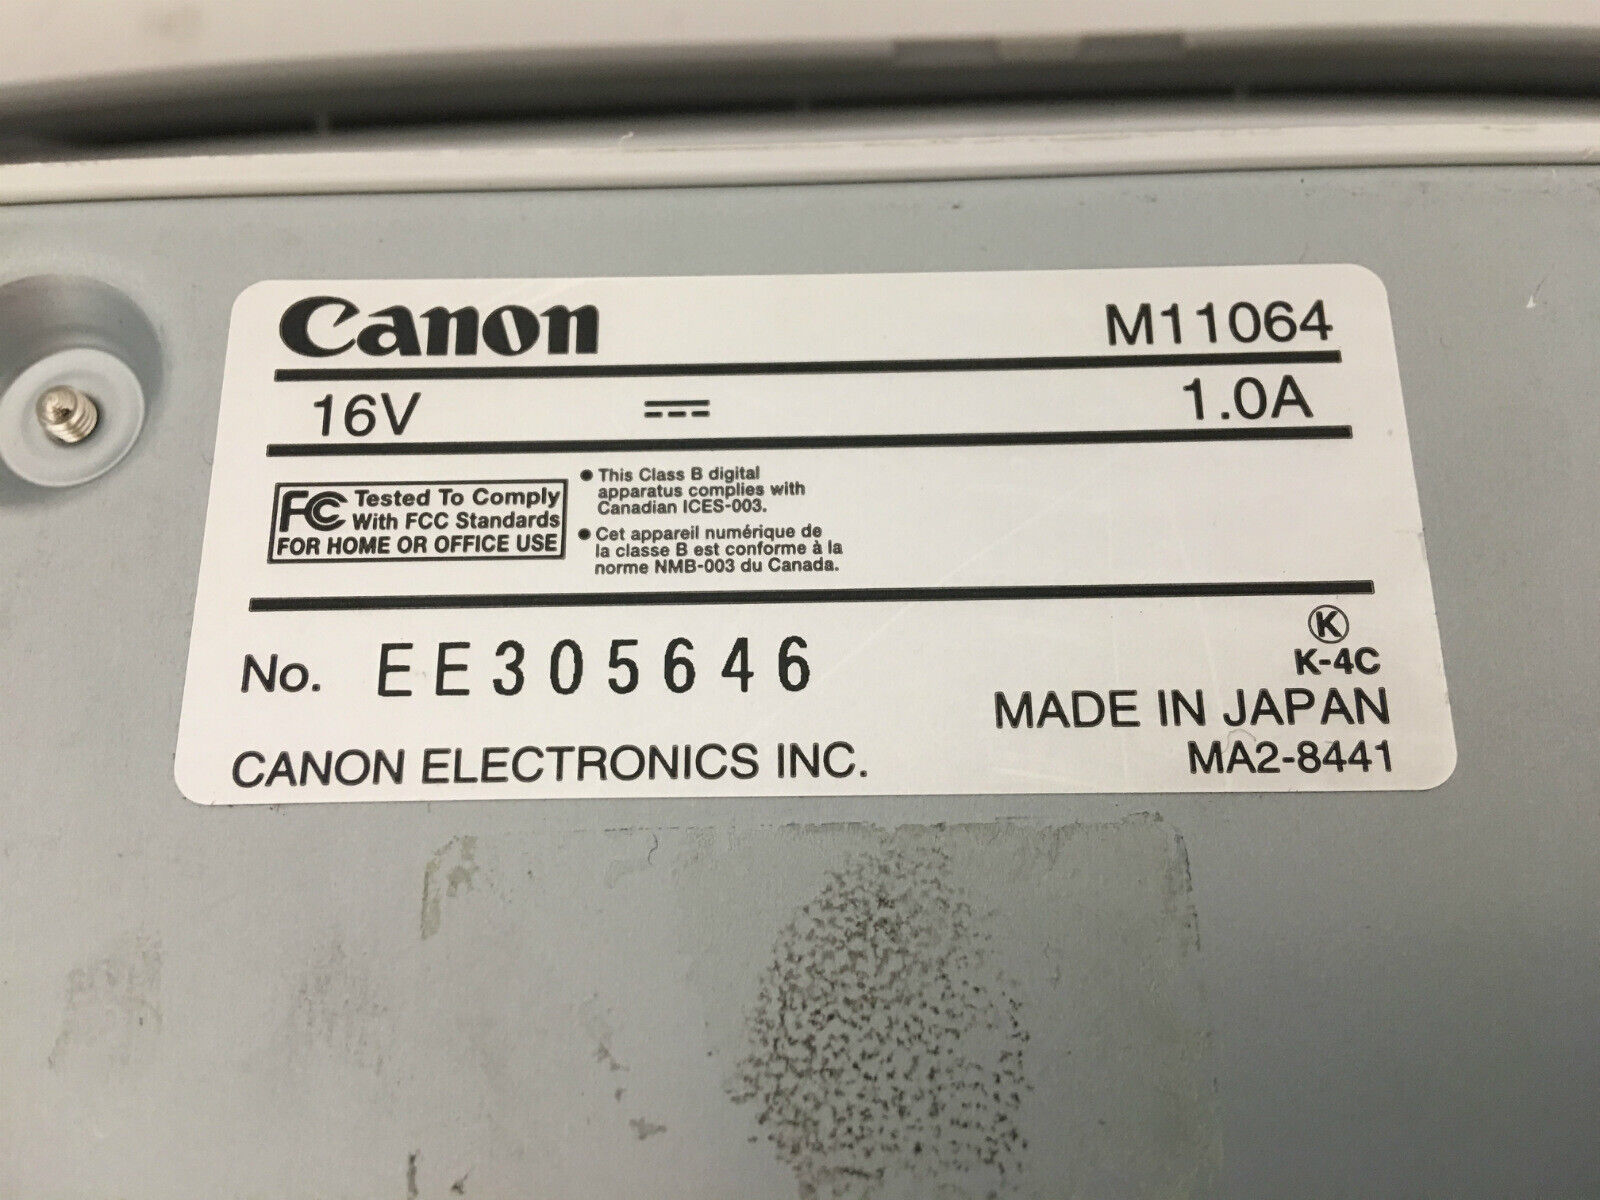 Canon M11064
16V 1.0A
FC Tested To Comply
With FCC Standards
FOR HOME OR OFFICE USE
● This Class B digital
apparatus complies with
Canadian ICES-003.
● Cet appareil numérique de
la classe B est conforme à la
norme NMB-003 du Canada.
K
K-4C
No. EE305646
MADE IN JAPAN
CANON ELECTRONICS INC. MA2-8441